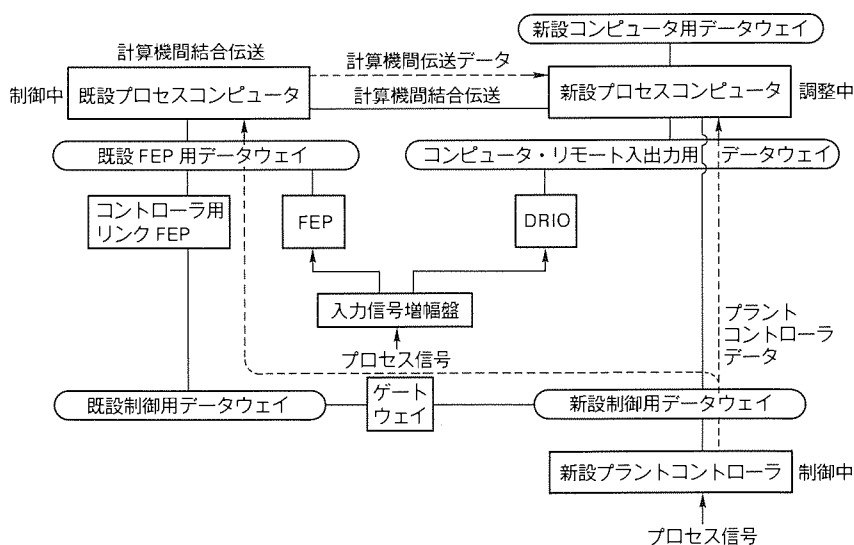 新設コンピュータ用データウェイ
計算機間結合伝送
計算機間伝送データ
制御中
既設プロセスコンピュータ
計算機間結合伝送
新設プロセスコンピュータ
調整中
既設 FEP 用データウェイ
コンピュータ・リモート入出力用
データウェイ
コントローラ用
リンク FEP
FEP
DRIO
入力信号増幅盤
プロセス信号
プラント
コントローラ
データ
既設制御用データウェイ
ゲート
ウェイ
新設制御用データウェイ
新設プラントコントローラ
制御中
プロセス信号